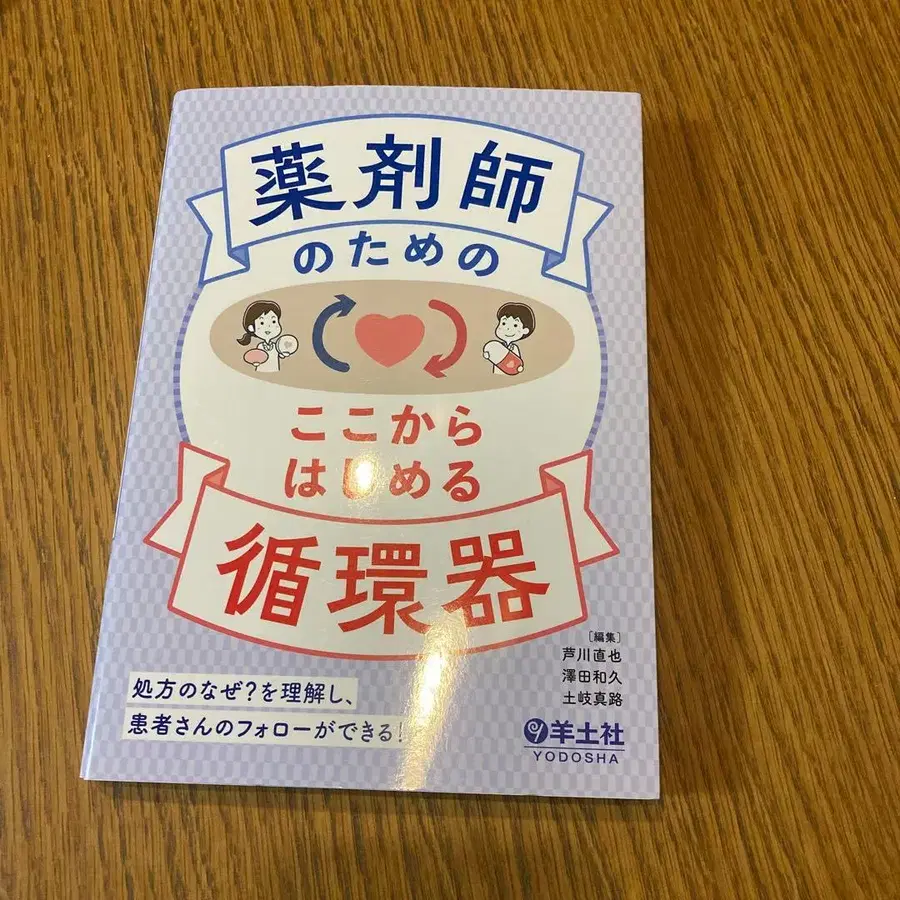 薬剤師
のための
ここから
はじめる
循環器
[編集]
芦川直也
澤田和久
土岐真路
処方のなぜ?を理解し、
患者さんのフォローができる!
羊土社
YODOSHA